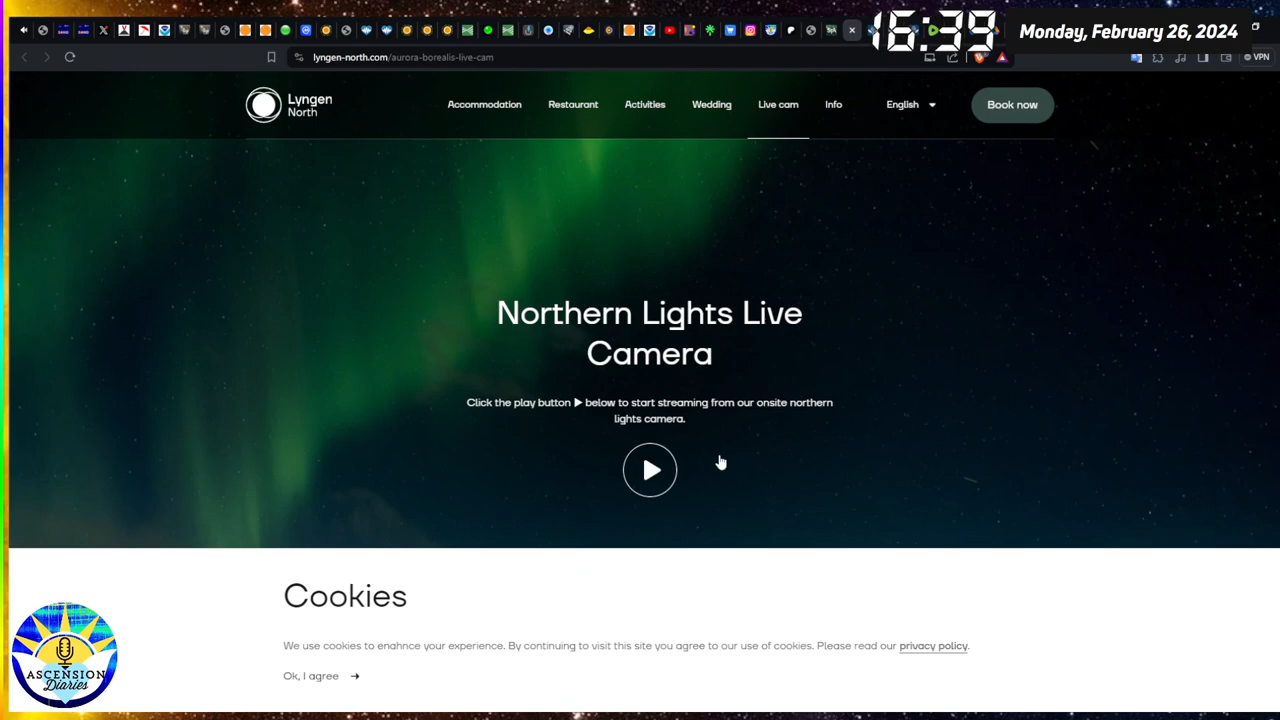 16:39
Monday, February 26, 2024
lyngen-north.com/aurora-borealis-live-cam
VPN
Lyngen
North
Accommodation
Restaurant
Activities
Wedding
Live cam
Info
English
Book now
Northern Lights Live
Camera
Click the play button ▶ below to start streaming from our onsite northern
lights camera.
Cookies
We use cookies to enahnce your experience. By continuing to visit this site you agree to our use of cookies. Please read our privacy policy.
Ok, I agree →
ASCENSION
Diaries